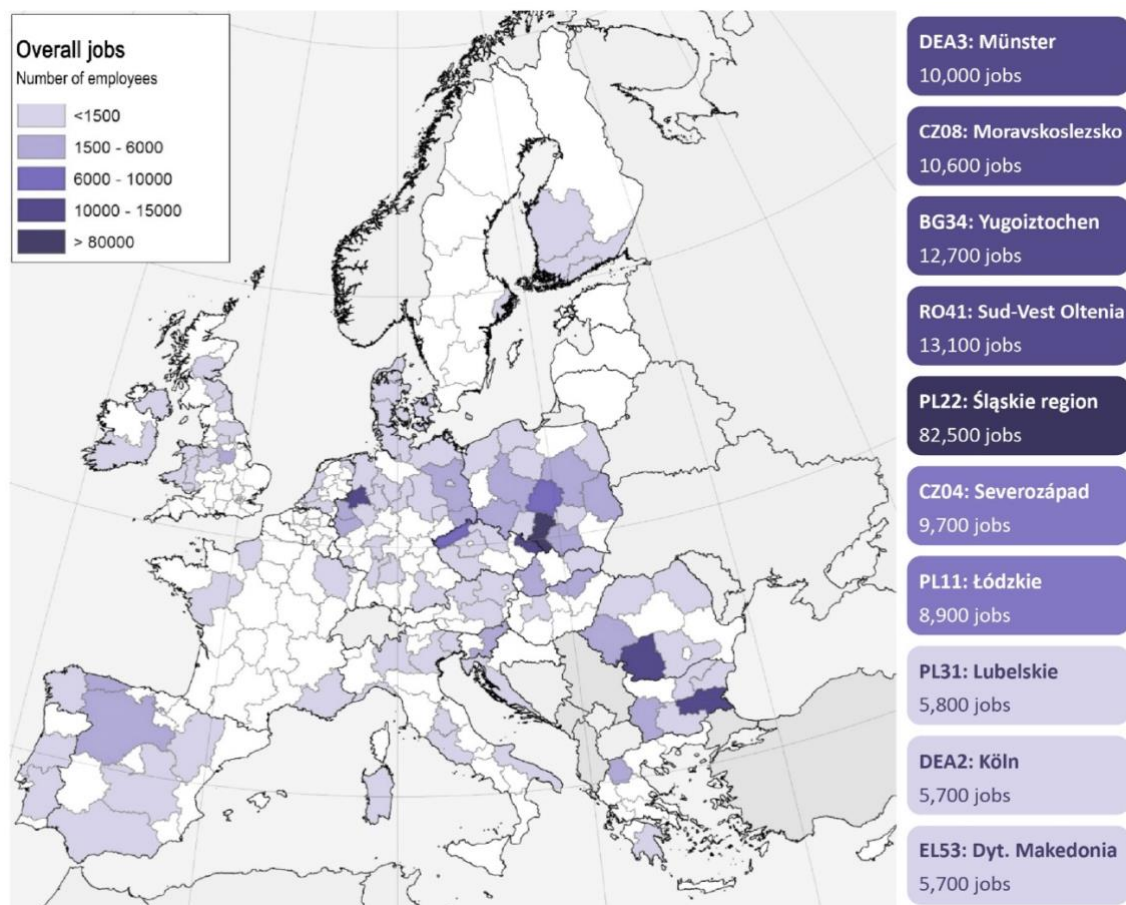 Overall jobs
Number of employees
<1500
1500 - 6000
6000 - 10000
10000 - 15000
> 80000
DEA3: Münster
10,000 jobs
CZ08: Moravskoslezsko
10,600 jobs
BG34: Yugoiztochen
12,700 jobs
RO41: Sud-Vest Oltenia
13,100 jobs
PL22: Śląskie region
82,500 jobs
CZ04: Severozápad
9,700 jobs
PL11: Łódzkie
8,900 jobs
PL31: Lubelskie
5,800 jobs
DEA2: Köln
5,700 jobs
EL53: Dyt. Makedonia
5,700 jobs